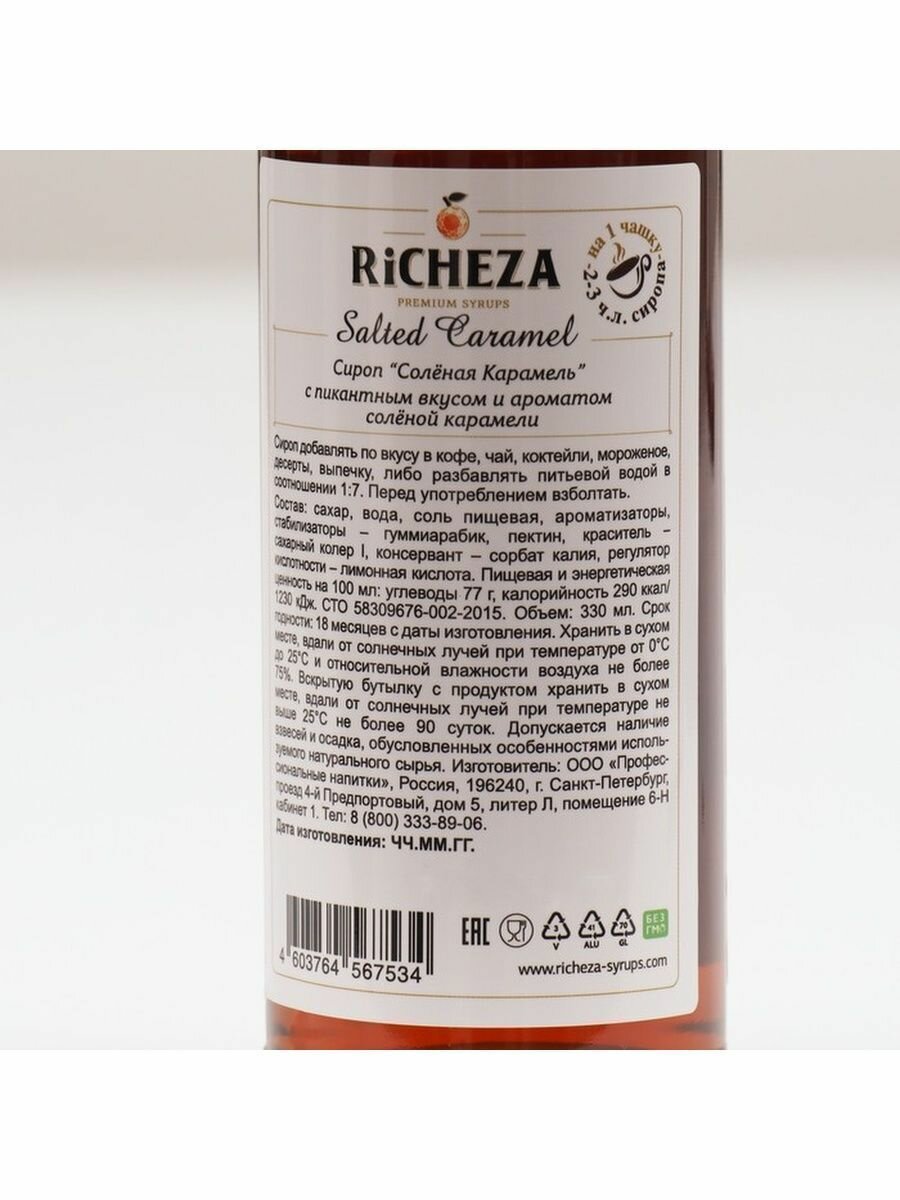 RiCHEZA
PREMIUM SYRUPS
на 1 чашку-
2-3 ч.л. сиропа
Salted Caramel
Сироп "Солёная Карамель"
с пикантным вкусом и ароматом
солёной карамели
Сироп добавлять по вкусу в кофе, чай, коктейли, мороженое,
десерты, выпечку, либо разбавлять питьевой водой в
соотношении 1:7. Перед употреблением взболтать.
Состав: сахар, вода, соль пищевая, ароматизаторы,
стабилизаторы – гуммиарабик, пектин, краситель –
сахарный колер I, консервант – сорбат калия, регулятор
кислотности – лимонная кислота. Пищевая и энергетическая
ценность на 100 мл: углеводы 77 г, калорийность 290 ккал/
1230 кДж. СТО 58309676-002-2015. Объем: 330 мл. Срок
годности: 18 месяцев с даты изготовления. Хранить в сухом
месте, вдали от солнечных лучей при температуре от 0°С
до 25°С и относительной влажности воздуха не более
75%. Вскрытую бутылку с продуктом хранить в сухом
месте, вдали от солнечных лучей при температуре не
выше 25°С не более 90 суток. Допускается наличие
взвесей и осадка, обусловленных особенностями исполь-
зуемого натурального сырья. Изготовитель: ООО «Профес-
сиональные напитки», Россия, 196240, г. Санкт-Петербург,
проезд 4-й Предпортовый, дом 5, литер Л, помещение 6-Н
кабинет 1. Тел: 8 (800) 333-89-06.
Дата изготовления: ЧЧ.ММ.ГГ.
EAC
3
V
41
ALU
70
GL
БЕЗ
ГМО
4 603764 567534
www.richeza-syrups.com